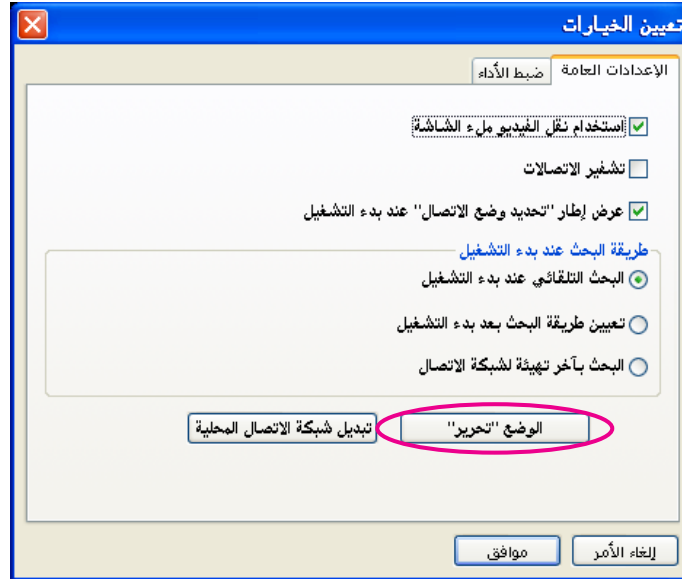 تعيين الخيارات
الإعدادات العامة
ضبط الأداء
استخدام نقل الفيديو ملء الشاشة
تشفير الاتصالات
عرض إطار "تحديد وضع الاتصال" عند بدء التشغيل
طريقة البحث عند بدء التشغيل
البحث التلقائي عند بدء التشغيل
تعيين طريقة البحث بعد بدء التشغيل
البحث بآخر تهيئة لشبكة الاتصال
الوضع "تحرير"
تبديل شبكة الاتصال المحلية
إلغاء الأمر
موافق